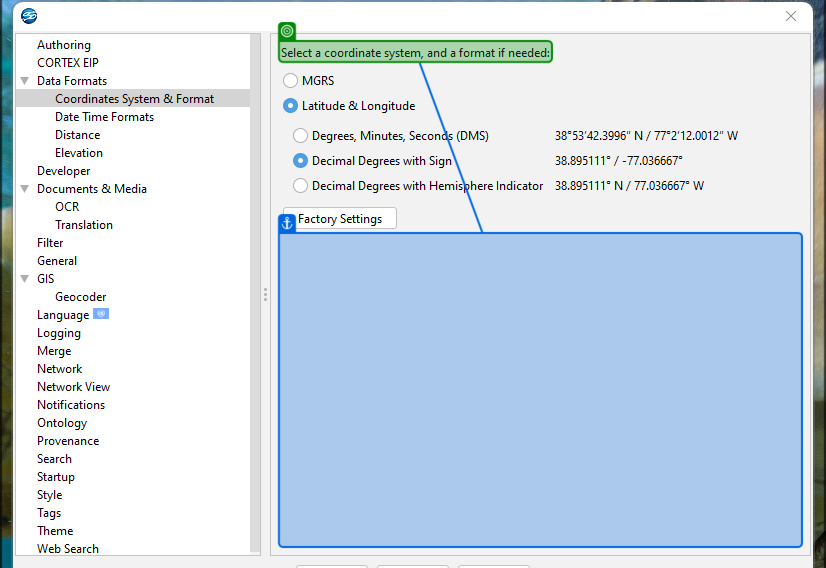 Authoring
CORTEX EIP
Data Formats
Coordinates System & Format
Date Time Formats
Distance
Elevation
Developer
Documents & Media
OCR
Translation
Filter
General
GIS
Geocoder
Language
Logging
Merge
Network
Network View
Notifications
Ontology
Provenance
Search
Startup
Style
Tags
Theme
Web Search
Select a coordinate system, and a format if needed:
MGRS
Latitude & Longitude
Degrees, Minutes, Seconds (DMS) 38°53'42.3996" N / 77°2'12.0012" W
Decimal Degrees with Sign 38.895111° / -77.036667°
Decimal Degrees with Hemisphere Indicator 38.895111° N / 77.036667° W
Factory Settings